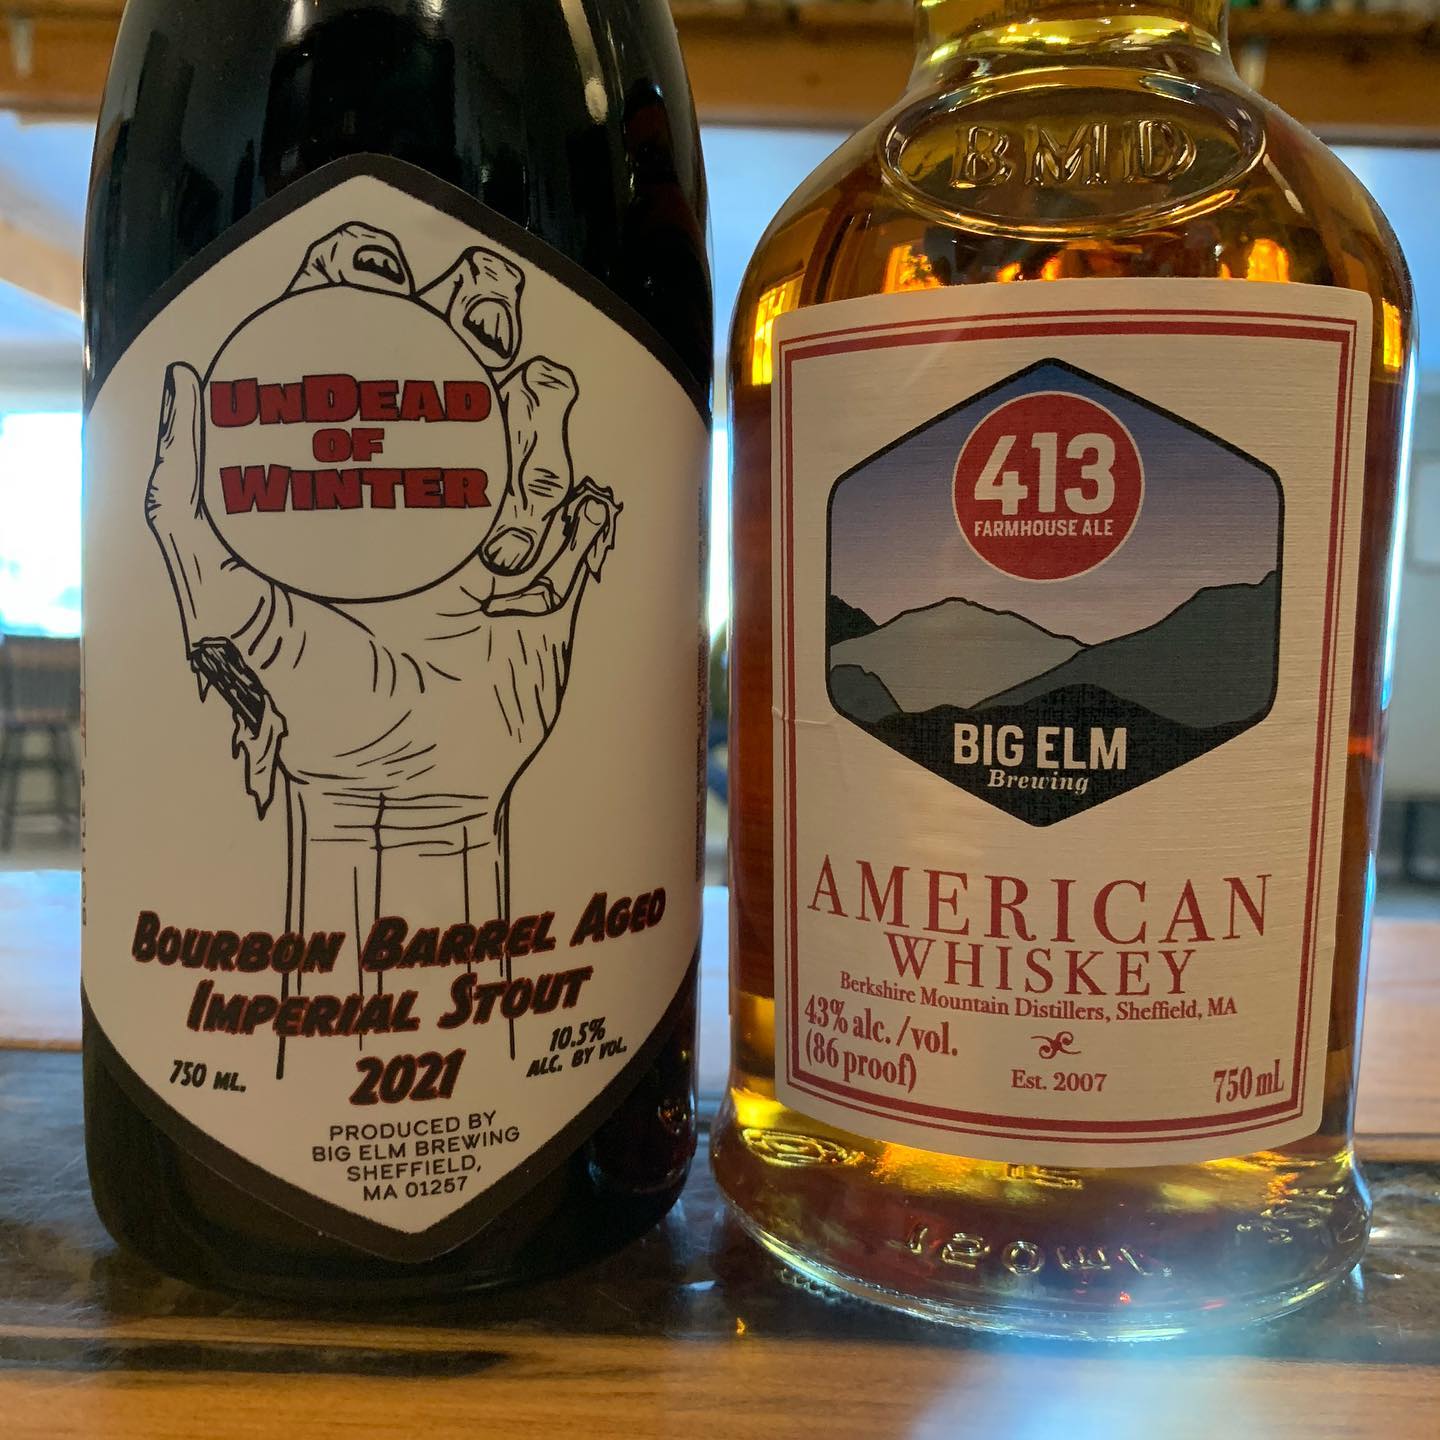 UNDEAD
OF
WINTER
BOURBON BARREL AGED
IMPERIAL STOUT
2021
750 ML.
10.5%
ALC. BY VOL.
PRODUCED BY
BIG ELM BREWING
SHEFFIELD,
MA 01257
BMD
413
FARMHOUSE ALE
BIG ELM
Brewing
AMERICAN
WHISKEY
Berkshire Mountain Distillers, Sheffield, MA
43% alc./vol.
(86 proof)
Est. 2007
750 mL